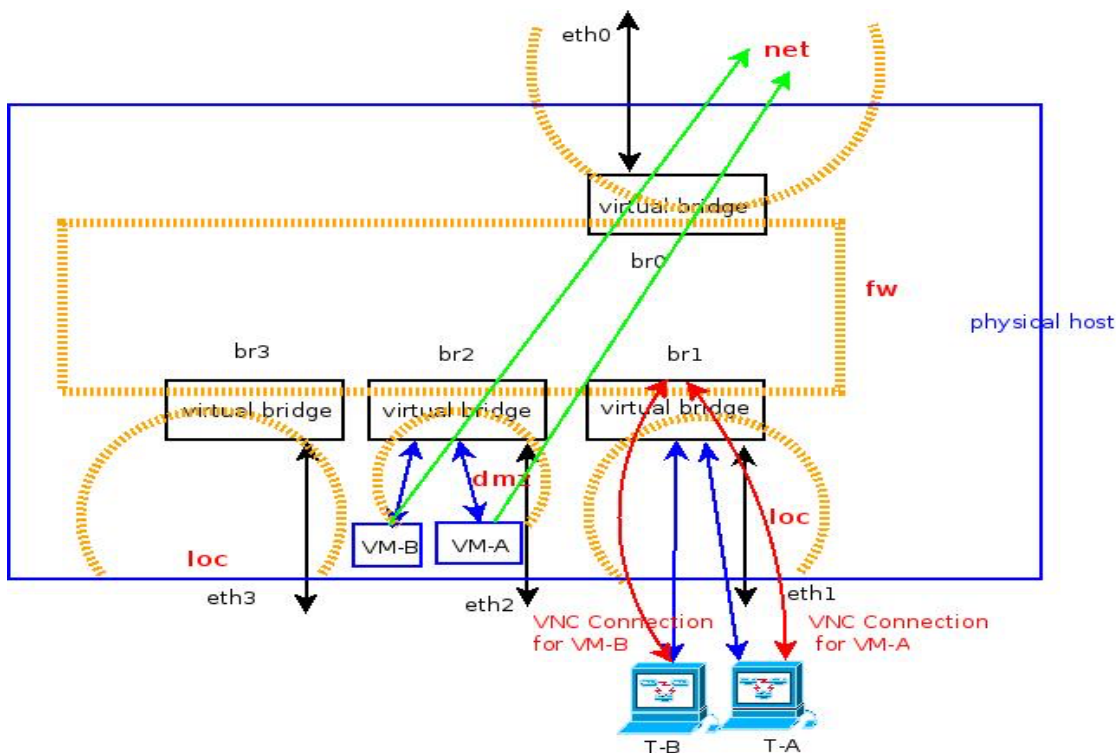 eth0
net
virtual bridge
br0
fw
physical host
br3
br2
br1
virtual bridge
virtual bridge
virtual bridge
dmz
loc
VM-B
VM-A
loc
eth3
eth2
eth1
VNC Connection
for VM-B
VNC Connection
for VM-A
T-B
T-A